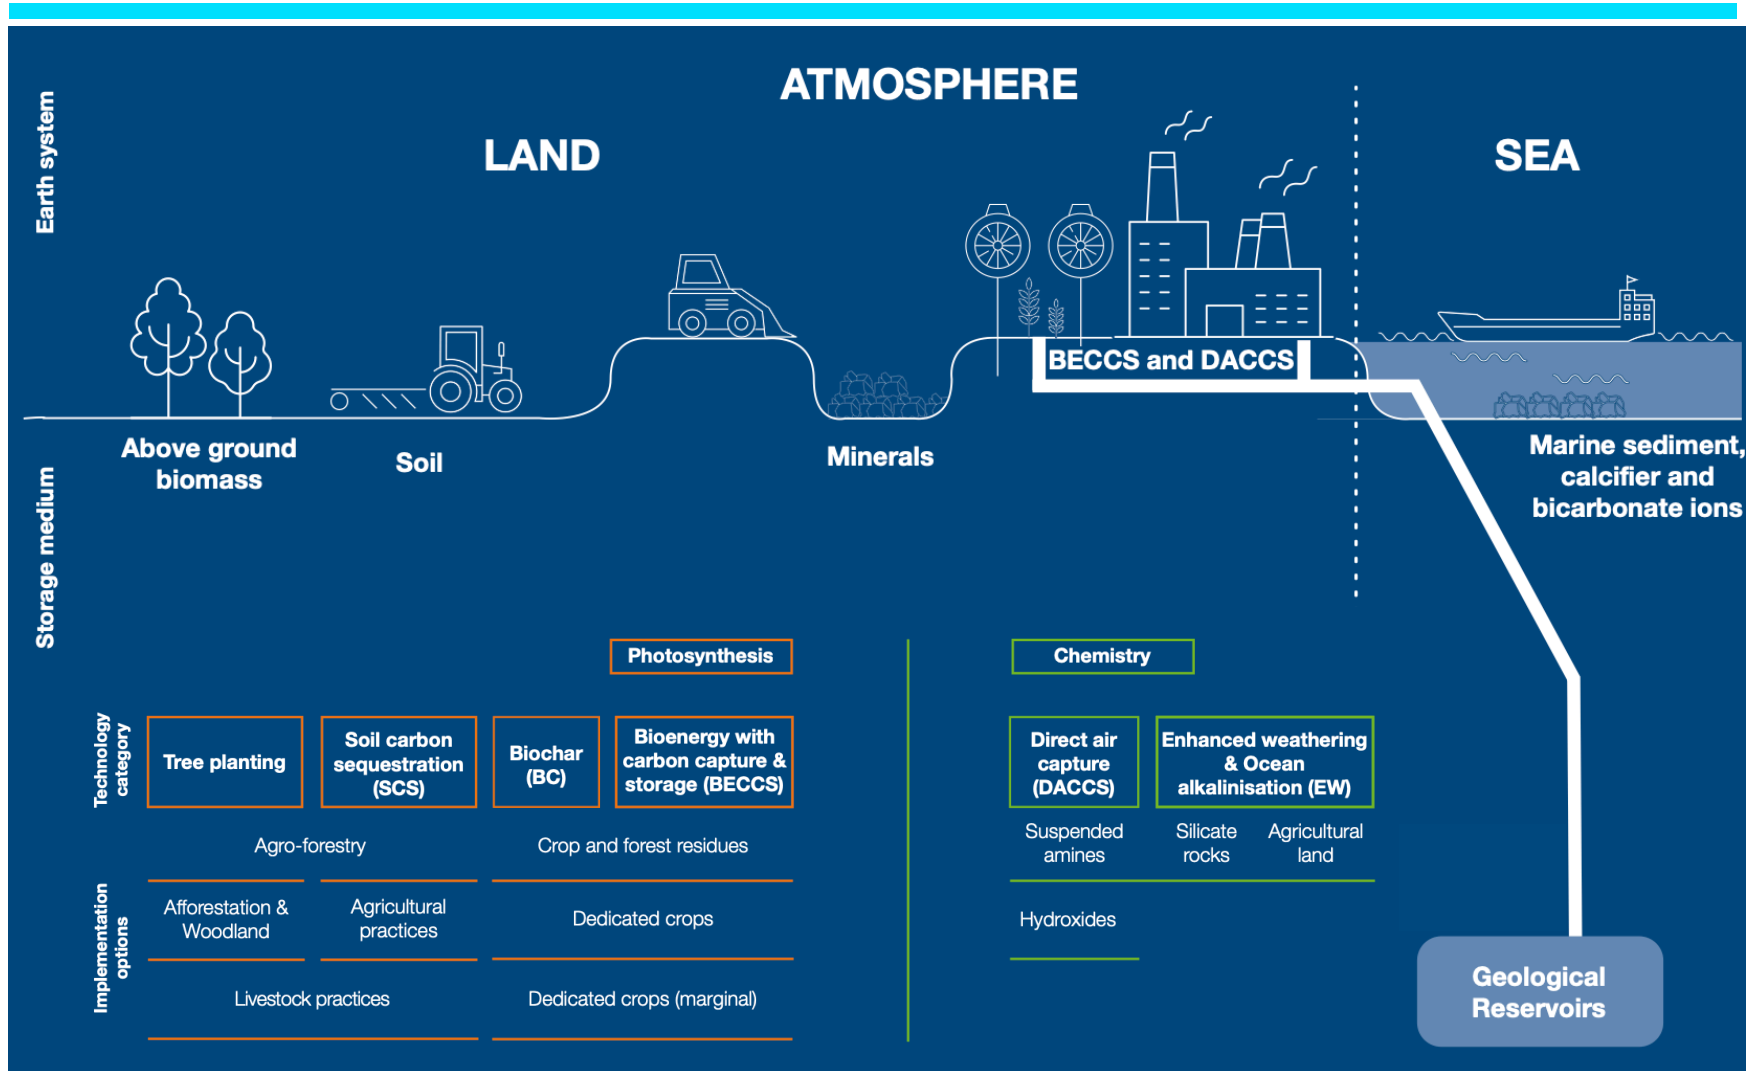 ATMOSPHERE
LAND
SEA
Earth system
BECCS and DACCS
Above ground
biomass
Soil
Minerals
Marine sediment,
calcifier and
bicarbonate ions
Storage medium
Photosynthesis
Chemistry
Technology
category
Tree planting
Soil carbon
sequestration
(SCS)
Biochar
(BC)
Bioenergy with
carbon capture &
storage (BECCS)
Direct air
capture
(DACCS)
Enhanced weathering
& Ocean
alkalinisation (EW)
Implementation
options
Agro-forestry
Crop and forest residues
Suspended
amines
Silicate
rocks
Agricultural
land
Afforestation &
Woodland
Agricultural
practices
Dedicated crops
Hydroxides
Livestock practices
Dedicated crops (marginal)
Geological
Reservoirs